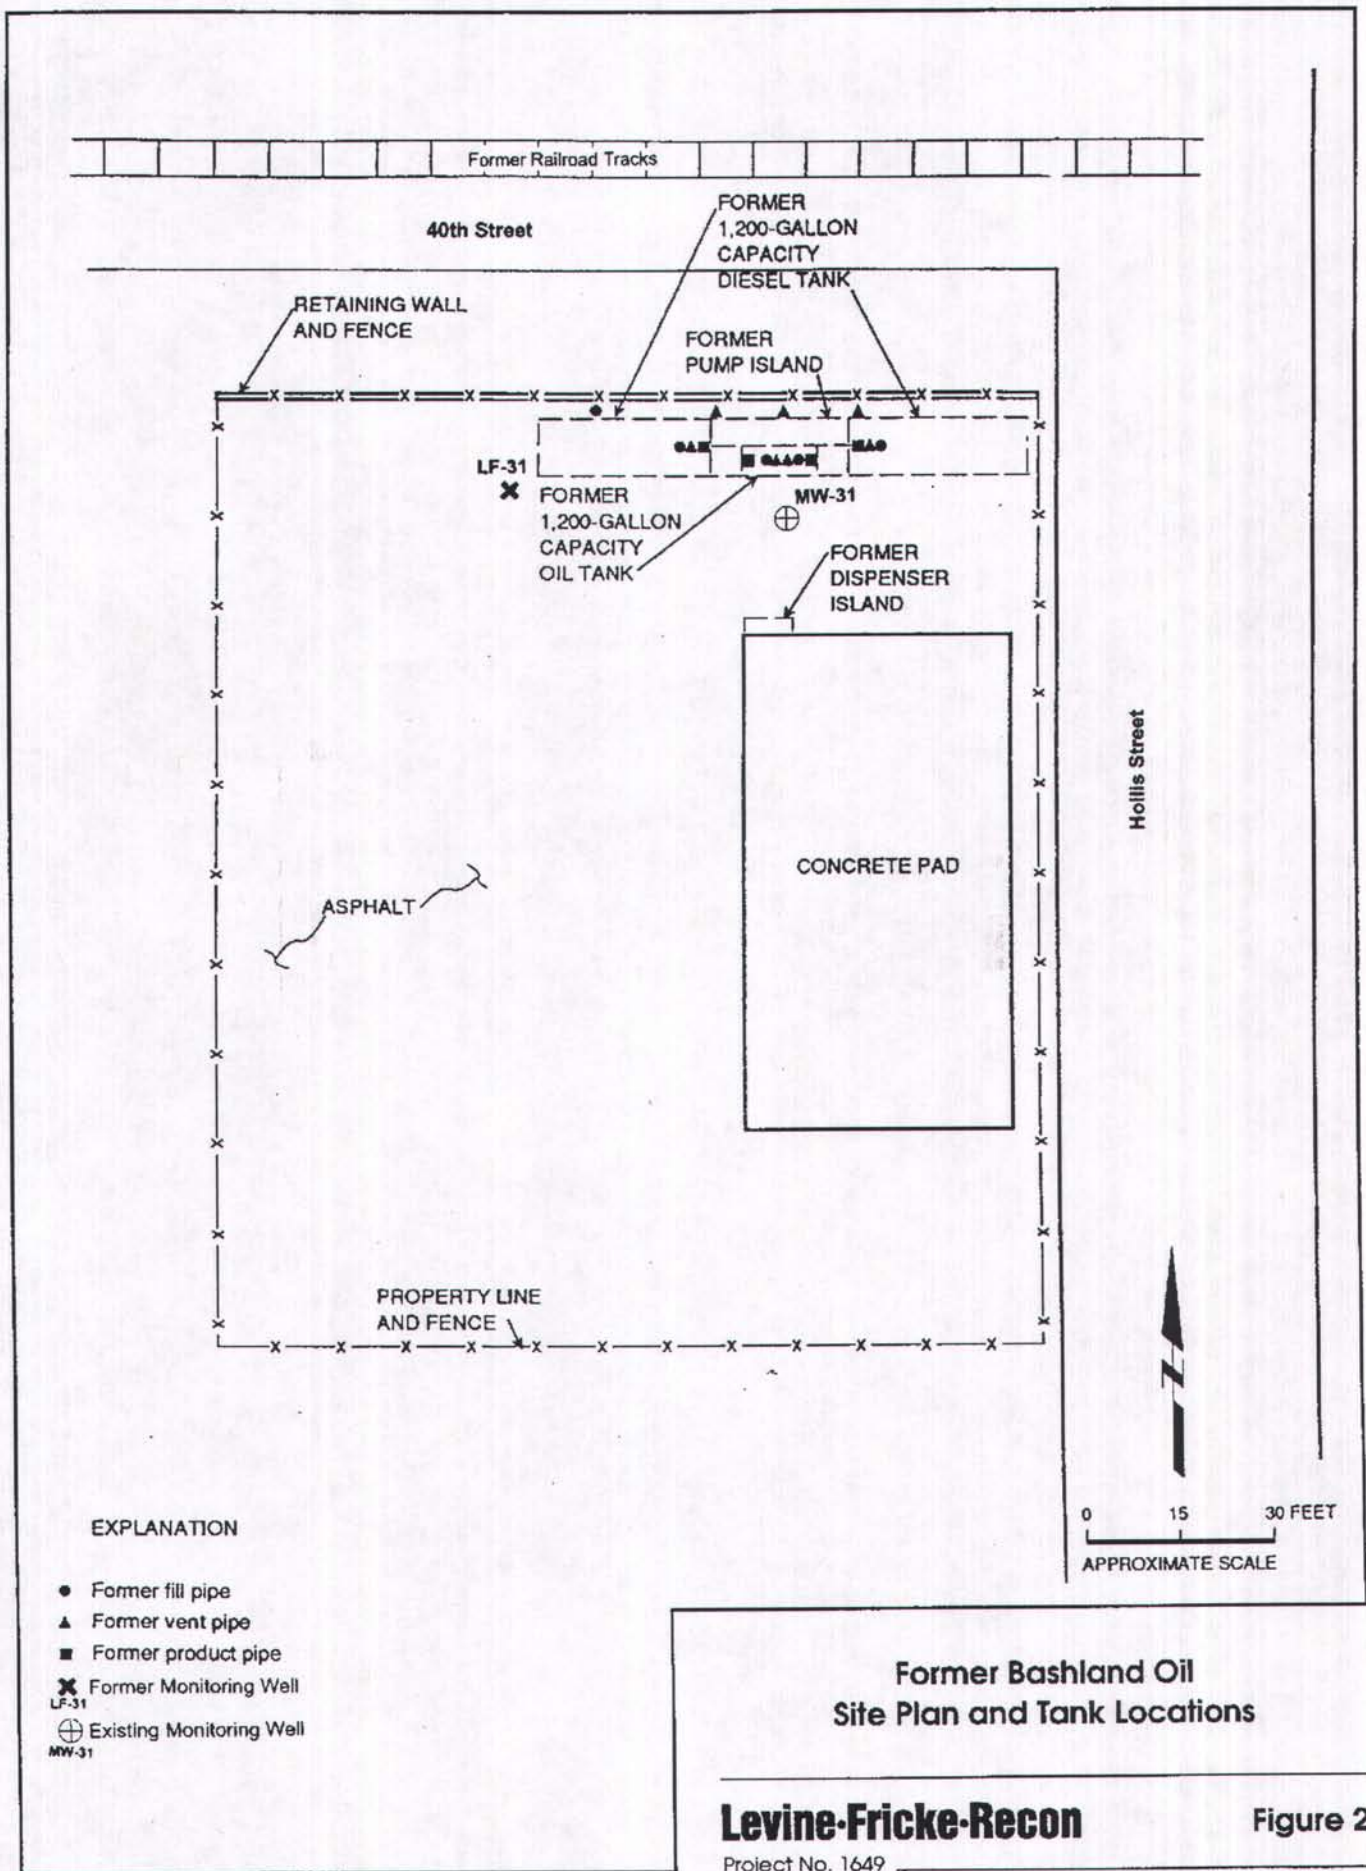 Former Railroad Tracks
40th Street
FORMER
1,200-GALLON
CAPACITY
DIESEL TANK
RETAINING WALL
AND FENCE
FORMER
PUMP ISLAND
LF-31
FORMER
1,200-GALLON
CAPACITY
OIL TANK
MW-31
FORMER
DISPENSER
ISLAND
Hollis Street
CONCRETE PAD
ASPHALT
PROPERTY LINE
AND FENCE
0 15 30 FEET
APPROXIMATE SCALE
EXPLANATION
Former fill pipe
Former vent pipe
Former product pipe
Former Monitoring Well
LF-31
Existing Monitoring Well
MW-31
Former Bashland Oil
Site Plan and Tank Locations
Levine·Fricke·Recon
Figure 2
Project No. 1649